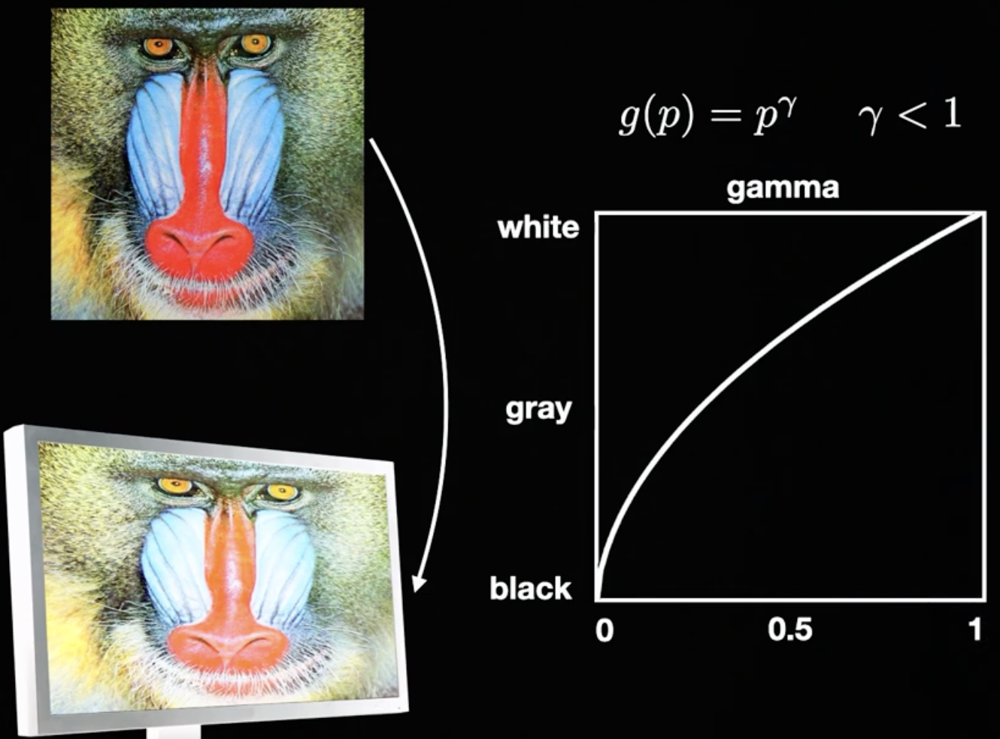 g(p) = p^γ γ < 1
gamma
white
gray
black
0 0.5 1